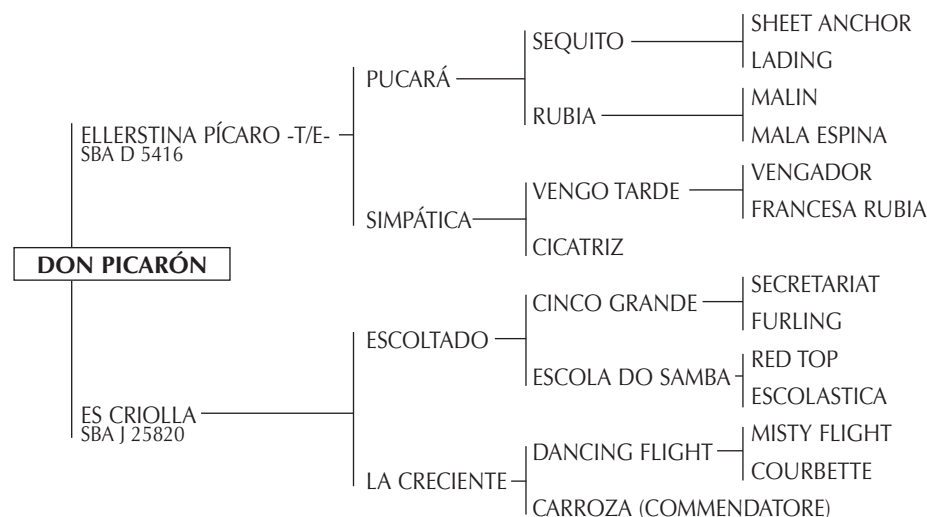 SHEET ANCHOR
SEQUITO
LADING
PUCARÁ
MALIN
RUBIA
MALA ESPINA
ELLERSTINA PÍCARO -T/E-
SBA D 5416
VENGADOR
VENGO TARDE
FRANCESA RUBIA
SIMPÁTICA
CICATRIZ
DON PICARÓN
SECRETARIAT
CINCO GRANDE
FURLING
ESCOLTADO
RED TOP
ESCOLA DO SAMBA
ESCOLASTICA
ES CRIOLLA
SBA J 25820
MISTY FLIGHT
DANCING FLIGHT
COURBETTE
LA CRECIENTE
CARROZA (COMMENDATORE)